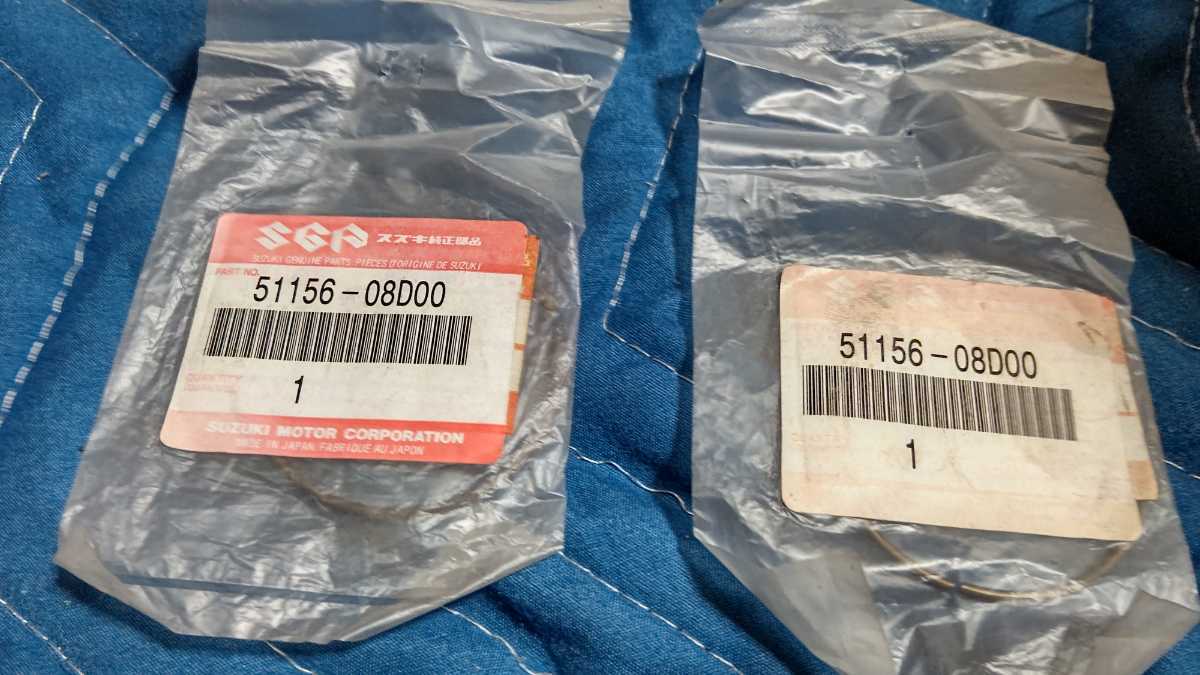 SGP スズキ純正部品
SUZUKI GENUINE PARTS PIECES D'ORIGINE DE SUZUKI
PART NO.
51156-08D00
QUANTITY
1
SUZUKI MOTOR CORPORATION
MADE IN JAPAN FABRIQUE AU JAPON
51156-08D00
1